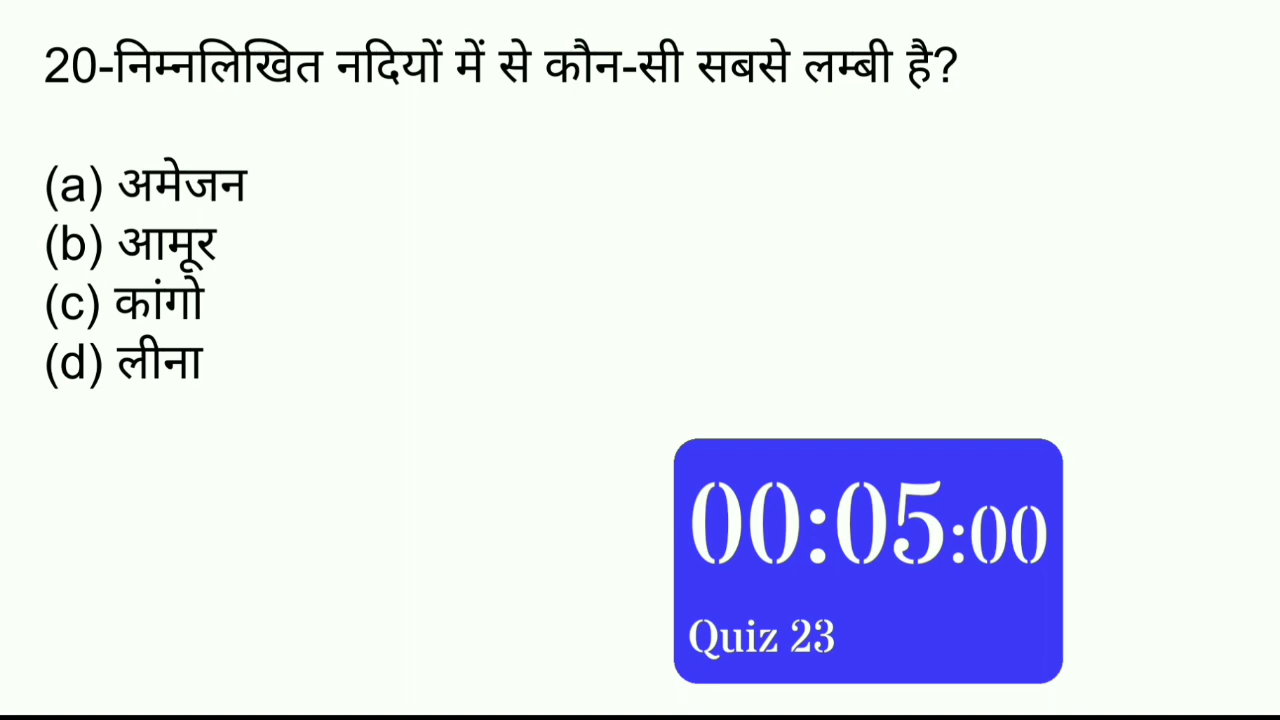 20-निम्नलिखित नदियों में से कौन-सी सबसे लम्बी है?
(a) अमेजन
(b) आमूर
(c) कांगो
(d) लीना
00:05:00
Quiz 23